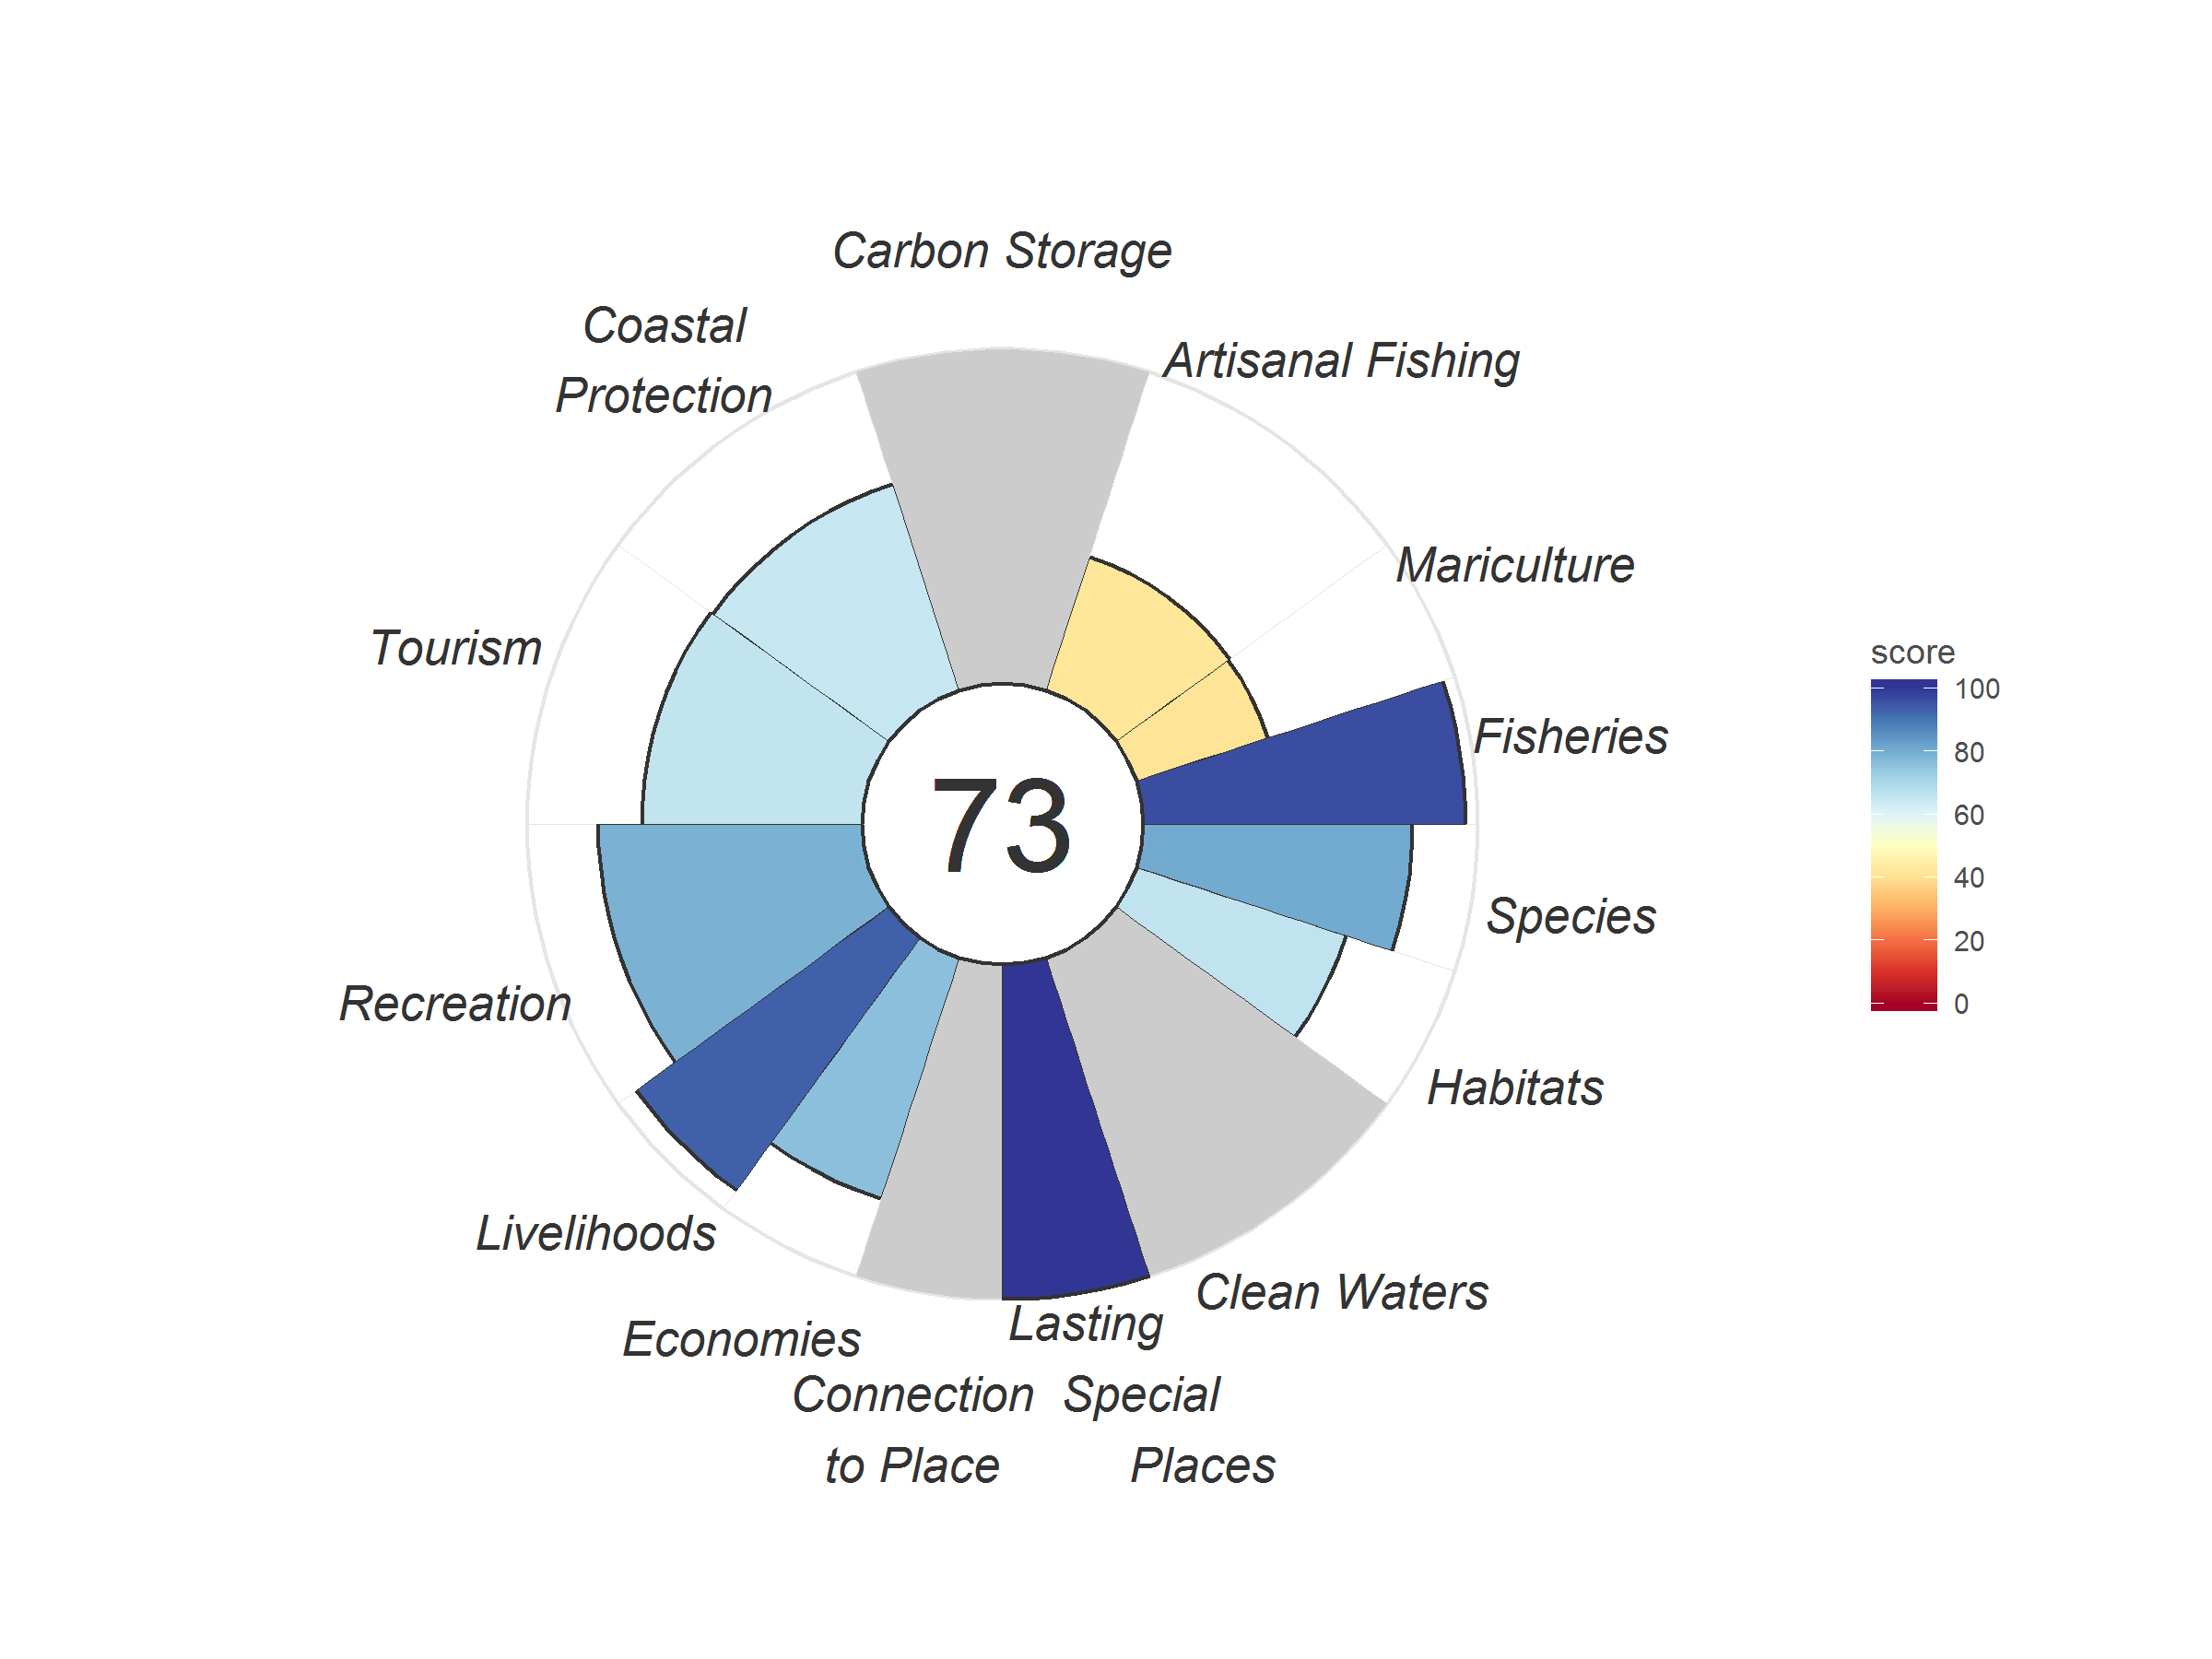 Carbon Storage
Coastal
Protection
Artisanal Fishing
Mariculture
Tourism
Fisheries
73
Species
Recreation
Habitats
Livelihoods
Clean Waters
Economies
Lasting
Special
Places
Connection
to Place
score
100
80
60
40
20
0